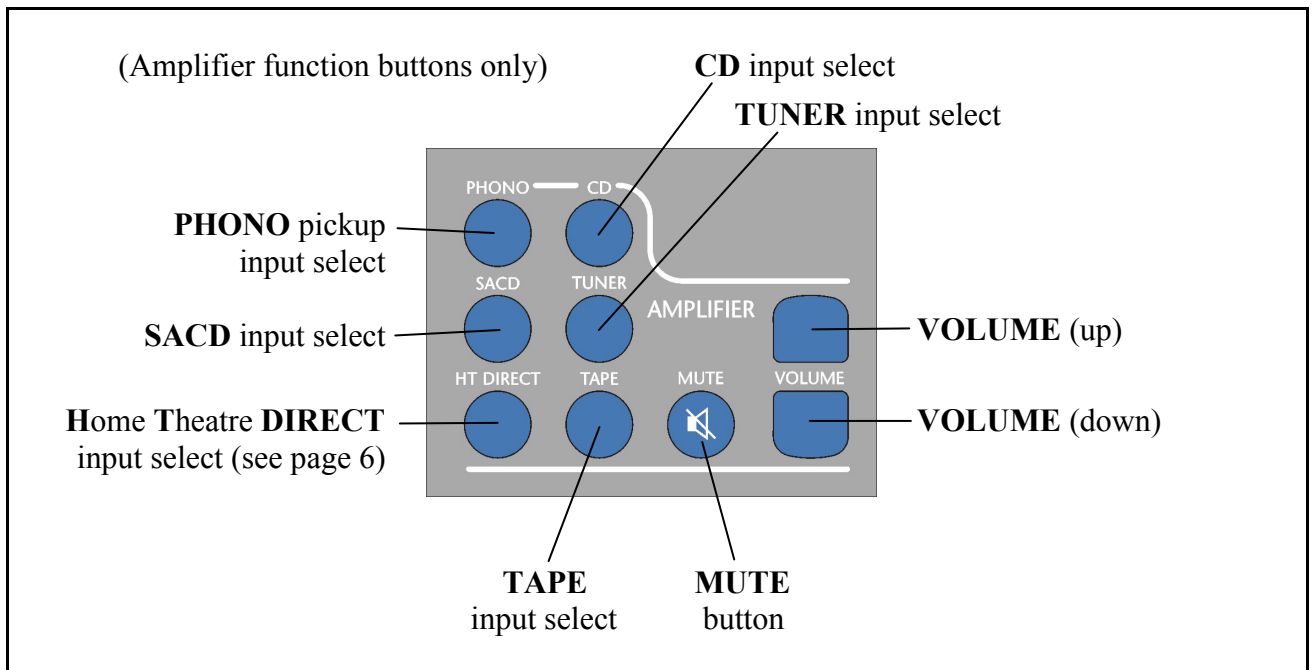 (Amplifier function buttons only)
CD input select
TUNER input select
PHONO
CD
PHONO pickup
input select
SACD
TUNER
AMPLIFIER
SACD input select
VOLUME (up)
HT DIRECT
TAPE
MUTE
VOLUME
Home Theatre DIRECT
input select (see page 6)
VOLUME (down)
TAPE
input select
MUTE
button